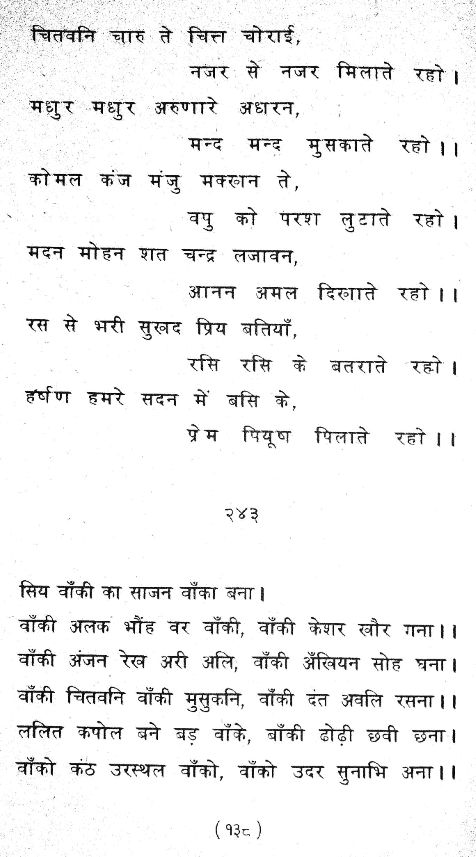 चितवनि चारु ते चित्त चोराई,
नजर से नजर मिलाते रहो।
मधुर मधुर अरुणारे अधरन,
मन्द मन्द मुसकाते रहो।।
कोमल कंज मंजु मक्खन ते,
वपु को परश लुटाते रहो।
मदन मोहन शत चन्द्र लजावन,
आनन अमल दिखाते रहो।।
रस से भरी सुखद प्रिय बतियाँ,
रसि रसि के बतराते रहो।
हर्षण हमरे सदन में बसि के,
प्रेम पियूष पिलाते रहो।।
२४३
सिय वाँकी का साजन वाँका बना।
वाँकी अलक भौंह वर वाँकी, वाँकी केशर खौर गना।।
वाँकी अंजन रेख अरी अलि, वाँकी अँखियन सोह घना।
वाँकी चितवनि वाँकी मुसुकनि, वाँकी दंत अवलि रसना।।
ललित कपोल बने बड़ वाँके, बाँकी ढोढ़ी छवी छना।
वाँको कंठ उरस्थल वाँको, वाँको उदर सुनाभि अना।।
(१३८)